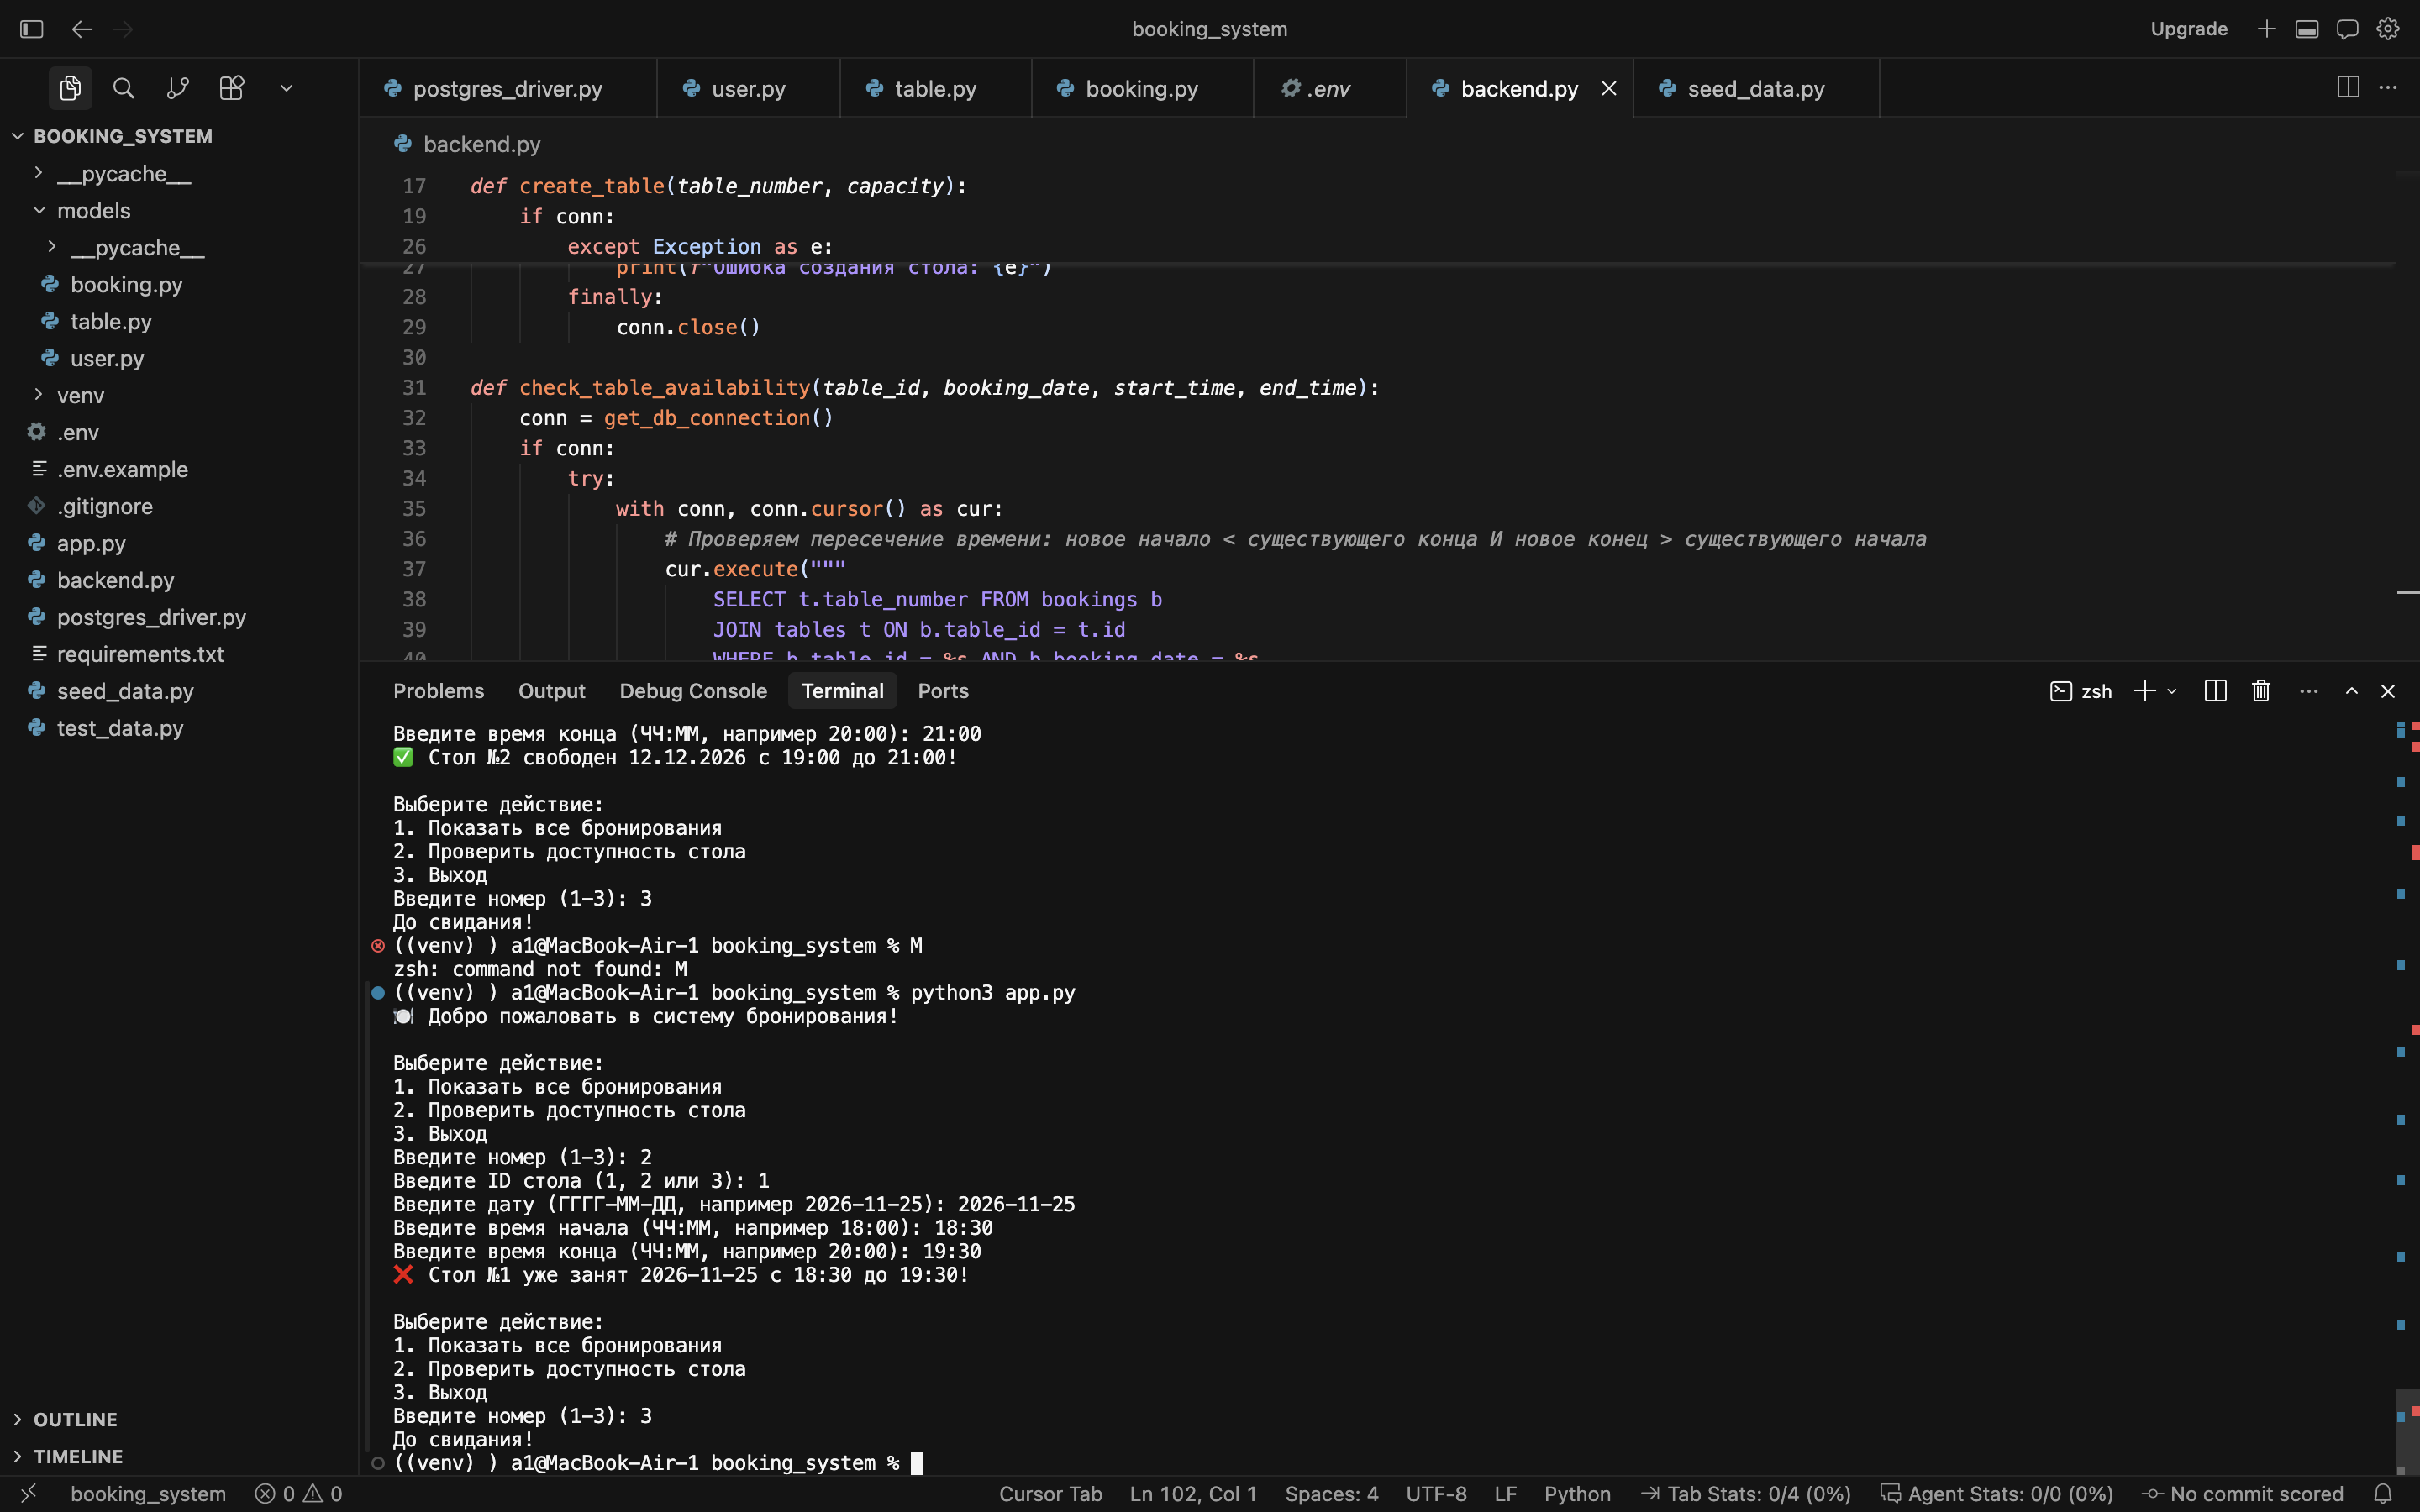 booking_system
Upgrade
postgres_driver.py
user.py
table.py
booking.py
.env
backend.py
seed_data.py
BOOKING_SYSTEM
__pycache__
models
__pycache__
booking.py
table.py
user.py
venv
.env
.env.example
.gitignore
app.py
backend.py
postgres_driver.py
requirements.txt
seed_data.py
test_data.py
OUTLINE
TIMELINE
backend.py
17 def create_table(table_number, capacity):
19 if conn:
26 except Exception as e:
27 print(f"Ошибка создания стола: {e}")
28 finally:
29 conn.close()
30
31 def check_table_availability(table_id, booking_date, start_time, end_time):
32 conn = get_db_connection()
33 if conn:
34 try:
35 with conn, conn.cursor() as cur:
36 # Проверяем пересечение времени: новое начало < существующего конца И новое конец > существующего начала
37 cur.execute("""
38 SELECT t.table_number FROM bookings b
39 JOIN tables t ON b.table_id = t.id
40 WHERE b.table_id = %s AND b.booking_date = %s
Problems Output Debug Console Terminal Ports
zsh
Введите время конца (ЧЧ:ММ, например 20:00): 21:00
✅ Стол №2 свободен 12.12.2026 с 19:00 до 21:00!
Выберите действие:
1. Показать все бронирования
2. Проверить доступность стола
3. Выход
Введите номер (1-3): 3
До свидания!
((venv) ) a1@MacBook-Air-1 booking_system % M
zsh: command not found: M
((venv) ) a1@MacBook-Air-1 booking_system % python3 app.py
🍽 Добро пожаловать в систему бронирования!
Выберите действие:
1. Показать все бронирования
2. Проверить доступность стола
3. Выход
Введите номер (1-3): 2
Введите ID стола (1, 2 или 3): 1
Введите дату (ГГГГ-ММ-ДД, например 2026-11-25): 2026-11-25
Введите время начала (ЧЧ:ММ, например 18:00): 18:30
Введите время конца (ЧЧ:ММ, например 20:00): 19:30
❌ Стол №1 уже занят 2026-11-25 с 18:30 до 19:30!
Выберите действие:
1. Показать все бронирования
2. Проверить доступность стола
3. Выход
Введите номер (1-3): 3
До свидания!
((venv) ) a1@MacBook-Air-1 booking_system %
booking_system 0 0 Cursor Tab Ln 102, Col 1 Spaces: 4 UTF-8 LF Python Tab Stats: 0/4 (0%) Agent Stats: 0/0 (0%) No commit scored